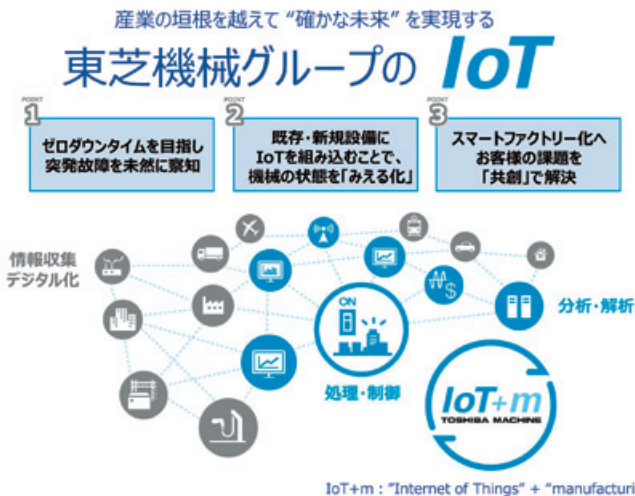 産業の垣根を越えて “確かな未来” を実現する
東芝機械グループの IoT
POINT
1
ゼロダウンタイムを目指し
突発故障を未然に察知
POINT
2
既存・新規設備に
IoTを組み込むことで、
機械の状態を「みえる化」
POINT
3
スマートファクトリー化へ
お客様の課題を
「共創」で解決
情報収集
デジタル化
ON
$
分析・解析
処理・制御
IoT+m
TOSHIBA MACHINE
IoT+m : "Internet of Things" + "manufacturi